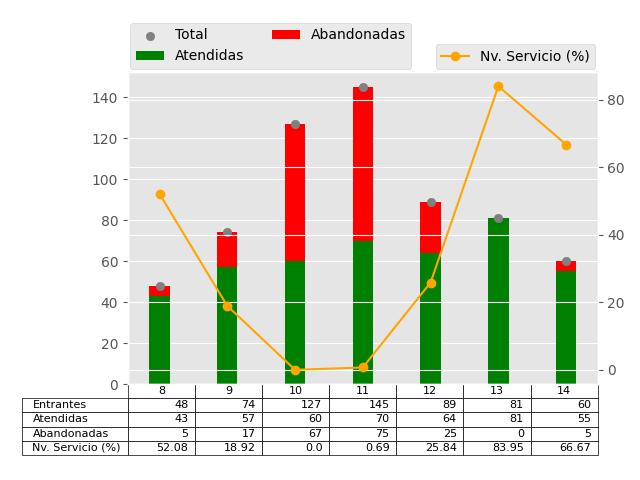 Total Abandonadas
Atendidas
Nv. Servicio (%)
140
120
100
80
60
40
20
0
80
60
40
20
0
8 9 10 11 12 13 14
Entrantes 48 74 127 145 89 81 60
Atendidas 43 57 60 70 64 81 55
Abandonadas 5 17 67 75 25 0 5
Nv. Servicio (%) 52.08 18.92 0.0 0.69 25.84 83.95 66.67